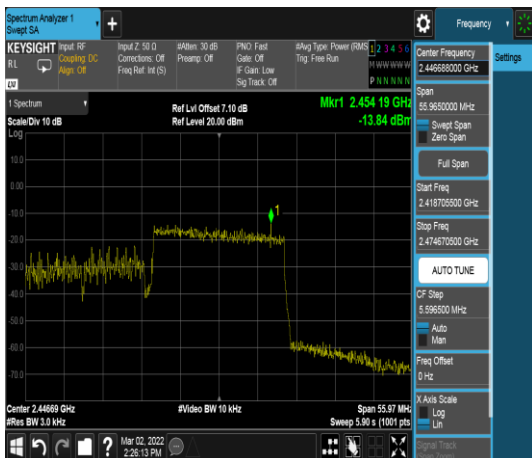 Spectrum Analyzer 1
Swept SA
Frequency
KEYSIGHT
RL
LXI
Input: RF
Coupling: DC
Align: Off
Input Z: 50 Ω
Corrections: Off
Freq Ref: Int (S)
#Atten: 30 dB
Preamp: Off
PNO: Fast
Gate: Off
IF Gain: Low
Sig Track: Off
#Avg Type: Power (RMS
Trig: Free Run
1 2 3 4 5 6
M W W W W W
P N N N N N
Center Frequency
2.446688000 GHz
Settings
Span
55.9650000 MHz
Swept Span
Zero Span
Full Span
Start Freq
2.418705500 GHz
Stop Freq
2.474670500 GHz
AUTO TUNE
CF Step
5.596500 MHz
Auto
Man
Freq Offset
0 Hz
X Axis Scale
Log
Lin
Signal Track
(Span Zoom)
1 Spectrum
Scale/Div 10 dB
Ref Lvl Offset 7.10 dB
Ref Level 20.00 dBm
Mkr1 2.454 19 GHz
-13.84 dBm
Log
10.0
0.00
-10.0
-20.0
-30.0
-40.0
-50.0
-60.0
-70.0
1
Center 2.44669 GHz
#Res BW 3.0 kHz
#Video BW 10 kHz
Span 55.97 MHz
Sweep 5.90 s (1001 pts)
Mar 02, 2022
2:26:13 PM